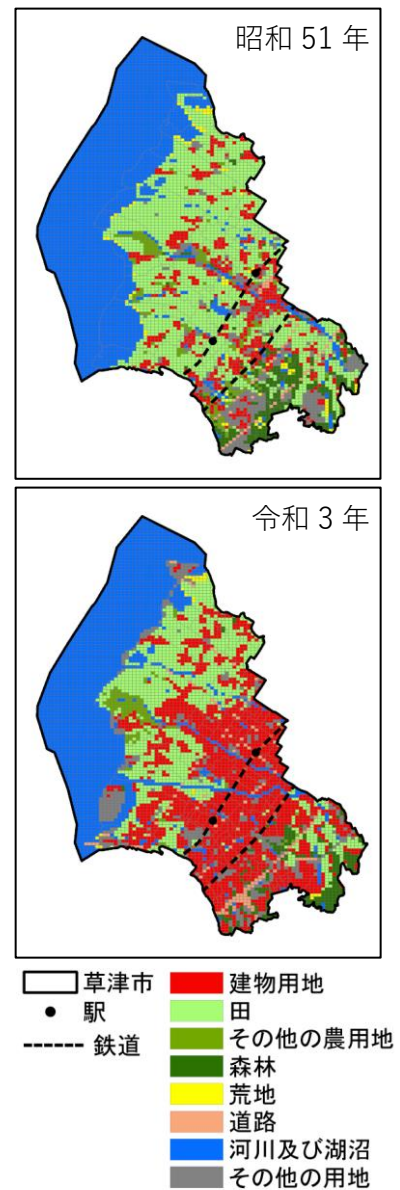 昭和 51 年
令和 3 年
草津市
駅
鉄道
建物用地
田
その他の農用地
森林
荒地
道路
河川及び湖沼
その他の用地